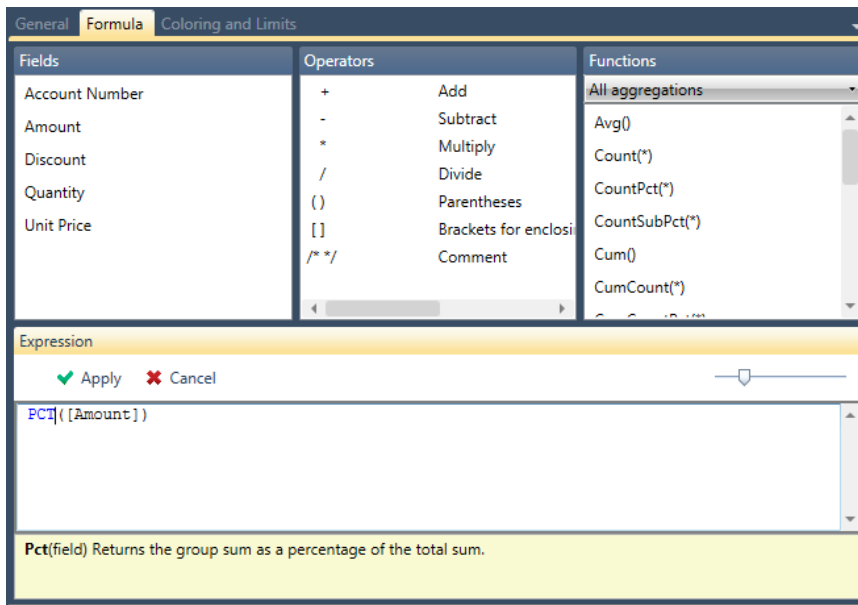 General Formula Coloring and Limits
Fields
Account Number
Amount
Discount
Quantity
Unit Price
Operators
+ Add
- Subtract
* Multiply
/ Divide
( ) Parentheses
[ ] Brackets for enclosi
/* */ Comment
Functions
All aggregations
Avg()
Count(*)
CountPct(*)
CountSubPct(*)
Cum()
CumCount(*)
Expression
Apply Cancel
PCT([Amount])
Pct(field) Returns the group sum as a percentage of the total sum.